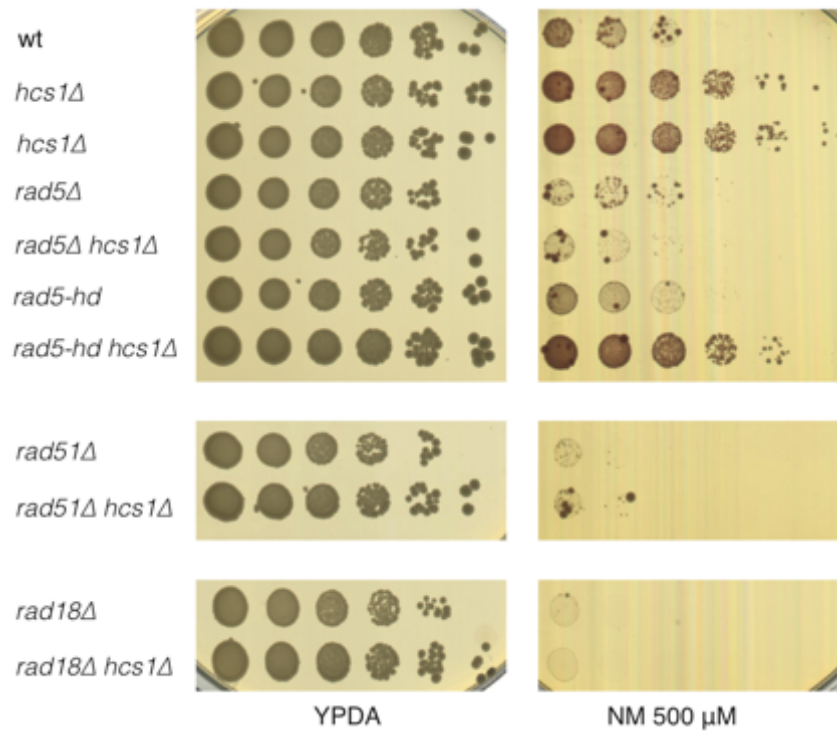 wt
hcs1Δ
hcs1Δ
rad5Δ
rad5Δ hcs1Δ
rad5-hd
rad5-hd hcs1Δ
rad51Δ
rad51Δ hcs1Δ
rad18Δ
rad18Δ hcs1Δ
YPDA NM 500 µM